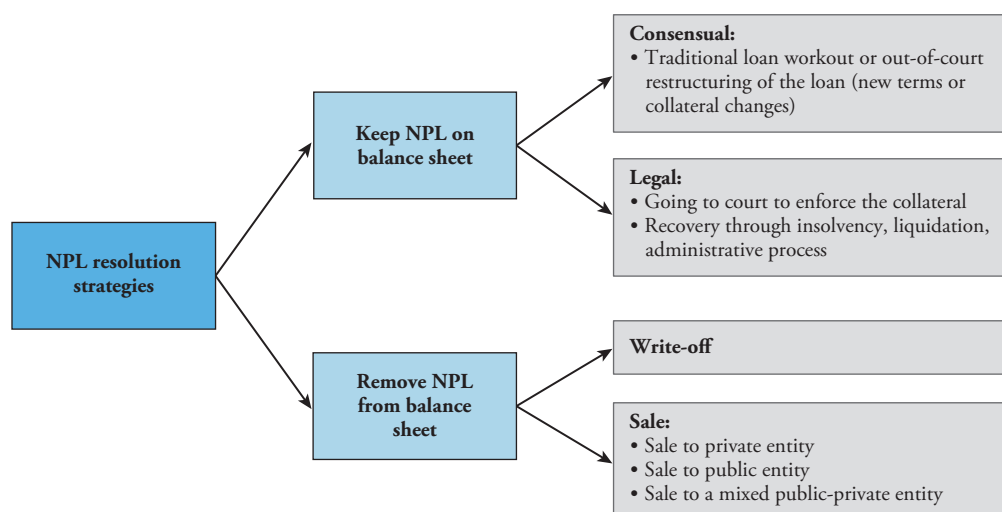 NPL resolution
strategies
Keep NPL on
balance sheet
Consensual:
• Traditional loan workout or out-of-court
restructuring of the loan (new terms or
collateral changes)
Legal:
• Going to court to enforce the collateral
• Recovery through insolvency, liquidation,
administrative process
Remove NPL
from balance
sheet
Write-off
Sale:
• Sale to private entity
• Sale to public entity
• Sale to a mixed public-private entity